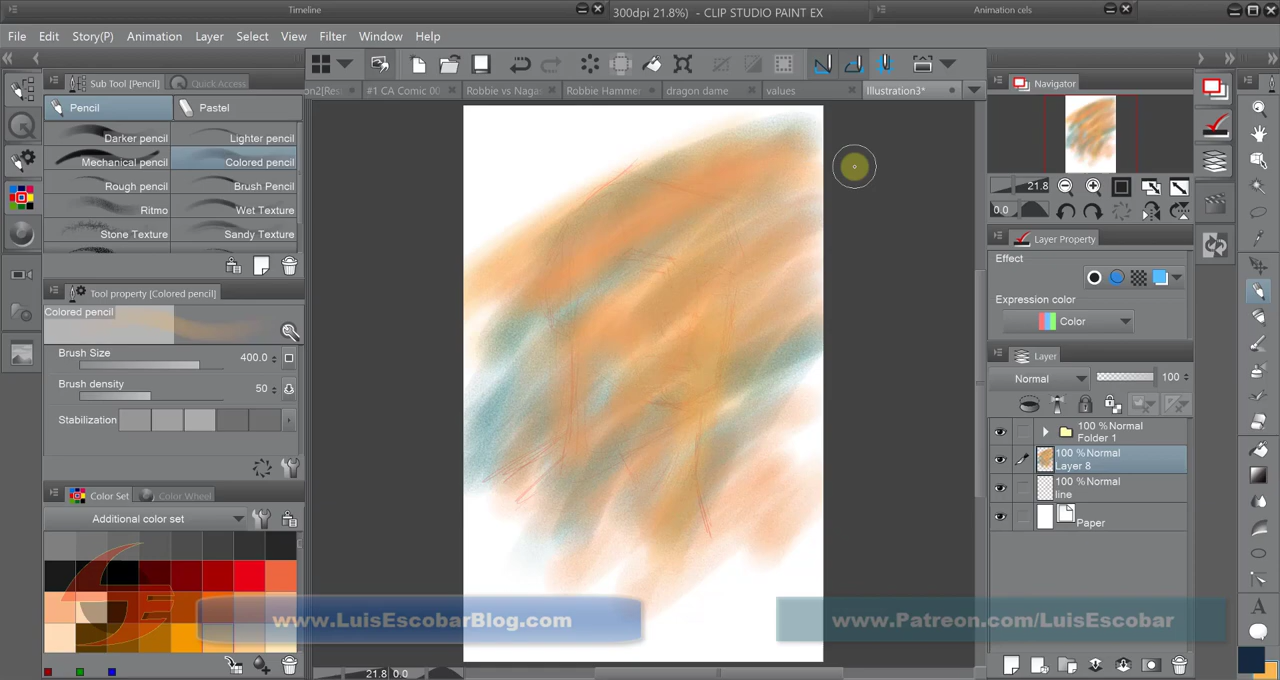 Timeline
300dpi 21.8%) - CLIP STUDIO PAINT EX
Animation cels
File Edit Story(P) Animation Layer Select View Filter Window Help
Sub Tool [Pencil] Quick Access
on2[Res #1 CA Comic 00 Robbie vs Nagas Robbie Hammer dragon dame values Illustration3*
Navigator
Pencil Pastel
Darker pencil Lighter pencil
Mechanical pencil Colored pencil
Rough pencil Brush Pencil
Ritmo Wet Texture
Stone Texture Sandy Texture
21.8
0.0
Tool property [Colored pencil]
Colored pencil
Brush Size 400.0
Brush density 50
Stabilization
Layer Property
Effect
Expression color
Color
Layer
Normal 100
100 %Normal
Folder 1
100 %Normal
Layer 8
100 %Normal
line
Paper
Color Set Color Wheel
Additional color set
www.LuisEscobarBlog.com
www.Patreon.com/LuisEscobar
21.8 0.0
A